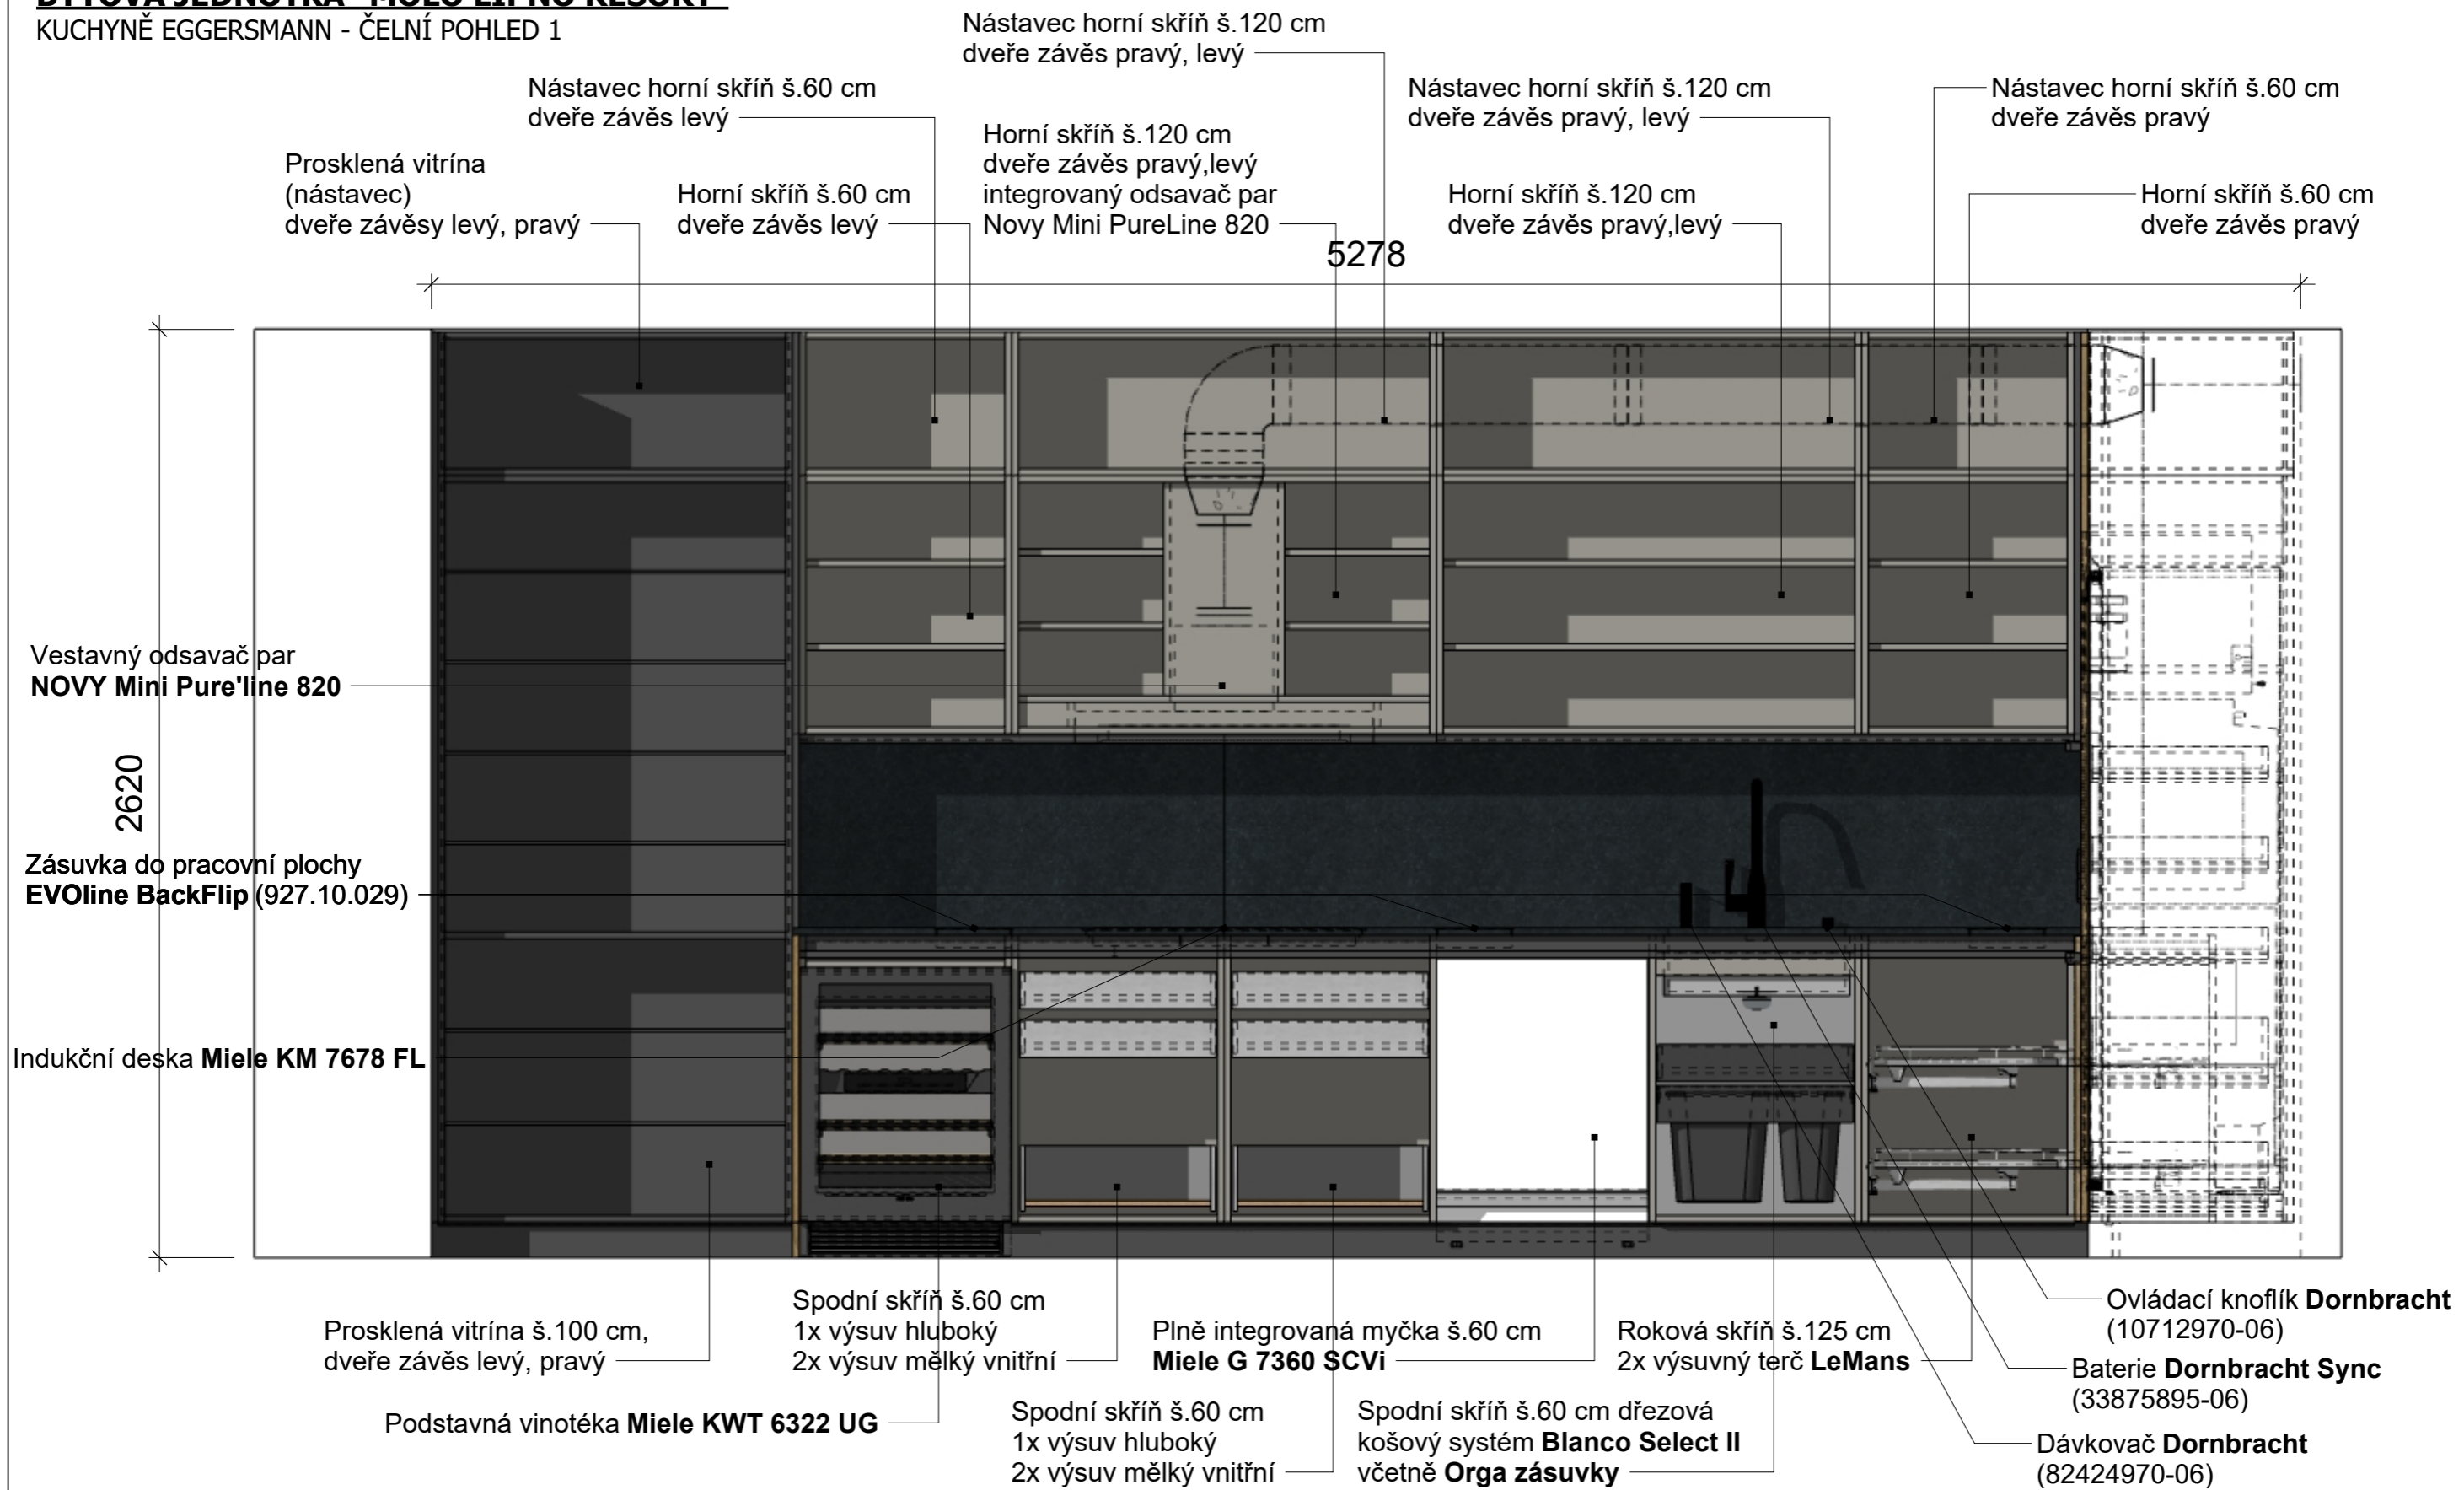 KUCHYNĚ EGGERSMANN - ČELNÍ POHLED 1
Nástavec horní skříň š.120 cm
dveře závěs pravý, levý
Nástavec horní skříň š.60 cm
dveře závěs levý
Nástavec horní skříň š.120 cm
dveře závěs pravý, levý
Nástavec horní skříň š.60 cm
dveře závěs pravý
Prosklená vitrína
(nástavec)
dveře závěsy levý, pravý
Horní skříň š.60 cm
dveře závěs levý
Horní skříň š.120 cm
dveře závěs pravý,levý
integrovaný odsavač par
Novy Mini PureLine 820
Horní skříň š.120 cm
dveře závěs pravý,levý
Horní skříň š.60 cm
dveře závěs pravý
5278
2620
Vestavný odsavač par
NOVY Mini Pure'line 820
Zásuvka do pracovní plochy
EVOline BackFlip (927.10.029)
Indukční deska Miele KM 7678 FL
Prosklená vitrína š.100 cm,
dveře závěs levý, pravý
Podstavná vinotéka Miele KWT 6322 UG
Spodní skříň š.60 cm
1x výsuv hluboký
2x výsuv mělký vnitřní
Spodní skříň š.60 cm
1x výsuv hluboký
2x výsuv mělký vnitřní
Plně integrovaná myčka š.60 cm
Miele G 7360 SCVi
Spodní skříň š.60 cm dřezová
košový systém Blanco Select II
včetně Orga zásuvky
Roková skříň š.125 cm
2x výsuvný terč LeMans
Ovládací knoflík Dornbracht
(10712970-06)
Baterie Dornbracht Sync
(33875895-06)
Dávkovač Dornbracht
(82424970-06)